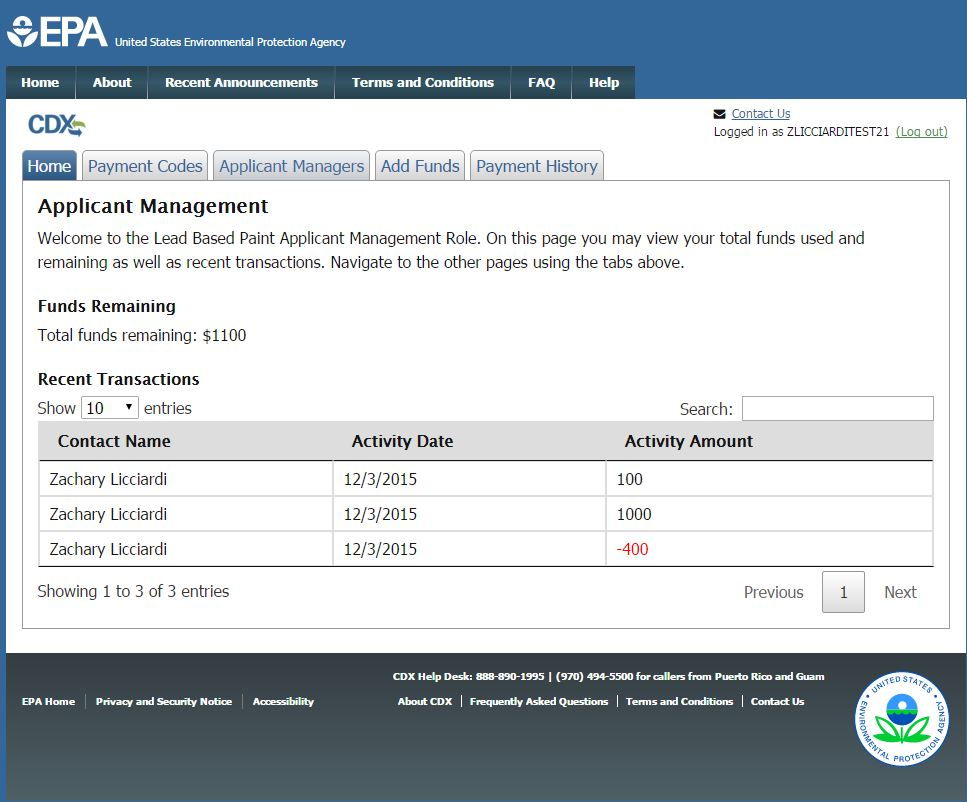 EPA United States Environmental Protection Agency
Home About Recent Announcements Terms and Conditions FAQ Help
CDX
Contact Us
Logged in as ZLICCIARDITEST21 (Log out)
Home Payment Codes Applicant Managers Add Funds Payment History
Applicant Management
Welcome to the Lead Based Paint Applicant Management Role. On this page you may view your total funds used and
remaining as well as recent transactions. Navigate to the other pages using the tabs above.
Funds Remaining
Total funds remaining: $1100
Recent Transactions
Show 10 entries Search:
Contact Name Activity Date Activity Amount
Zachary Licciardi 12/3/2015 100
Zachary Licciardi 12/3/2015 1000
Zachary Licciardi 12/3/2015 -400
Showing 1 to 3 of 3 entries Previous 1 Next
CDX Help Desk: 888-890-1995 | (970) 494-5500 for callers from Puerto Rico and Guam
EPA Home Privacy and Security Notice Accessibility About CDX Frequently Asked Questions Terms and Conditions Contact Us
UNITED STATES ENVIRONMENTAL PROTECTION AGENCY